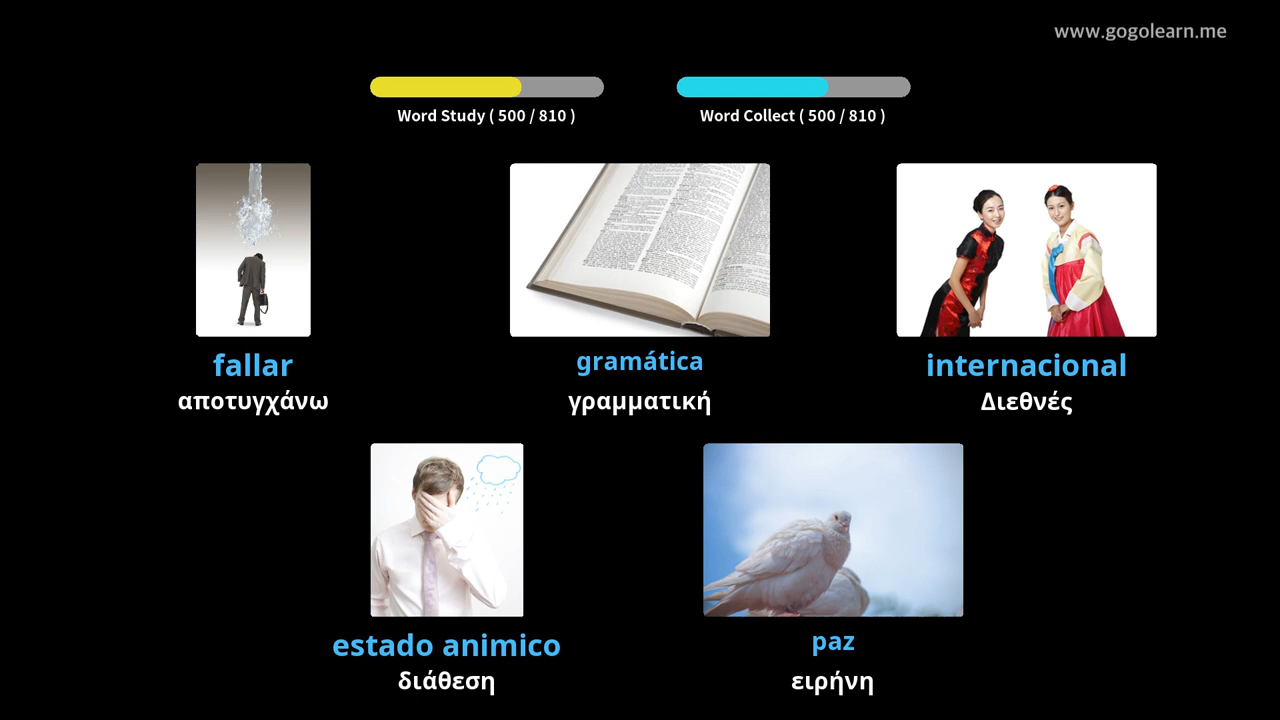 www.gogolearn.me
Word Study ( 500 / 810 )
Word Collect ( 500 / 810 )
fallar
αποτυγχάνω
gramática
γραμματική
internacional
Διεθνές
estado animico
διάθεση
paz
ειρήνη